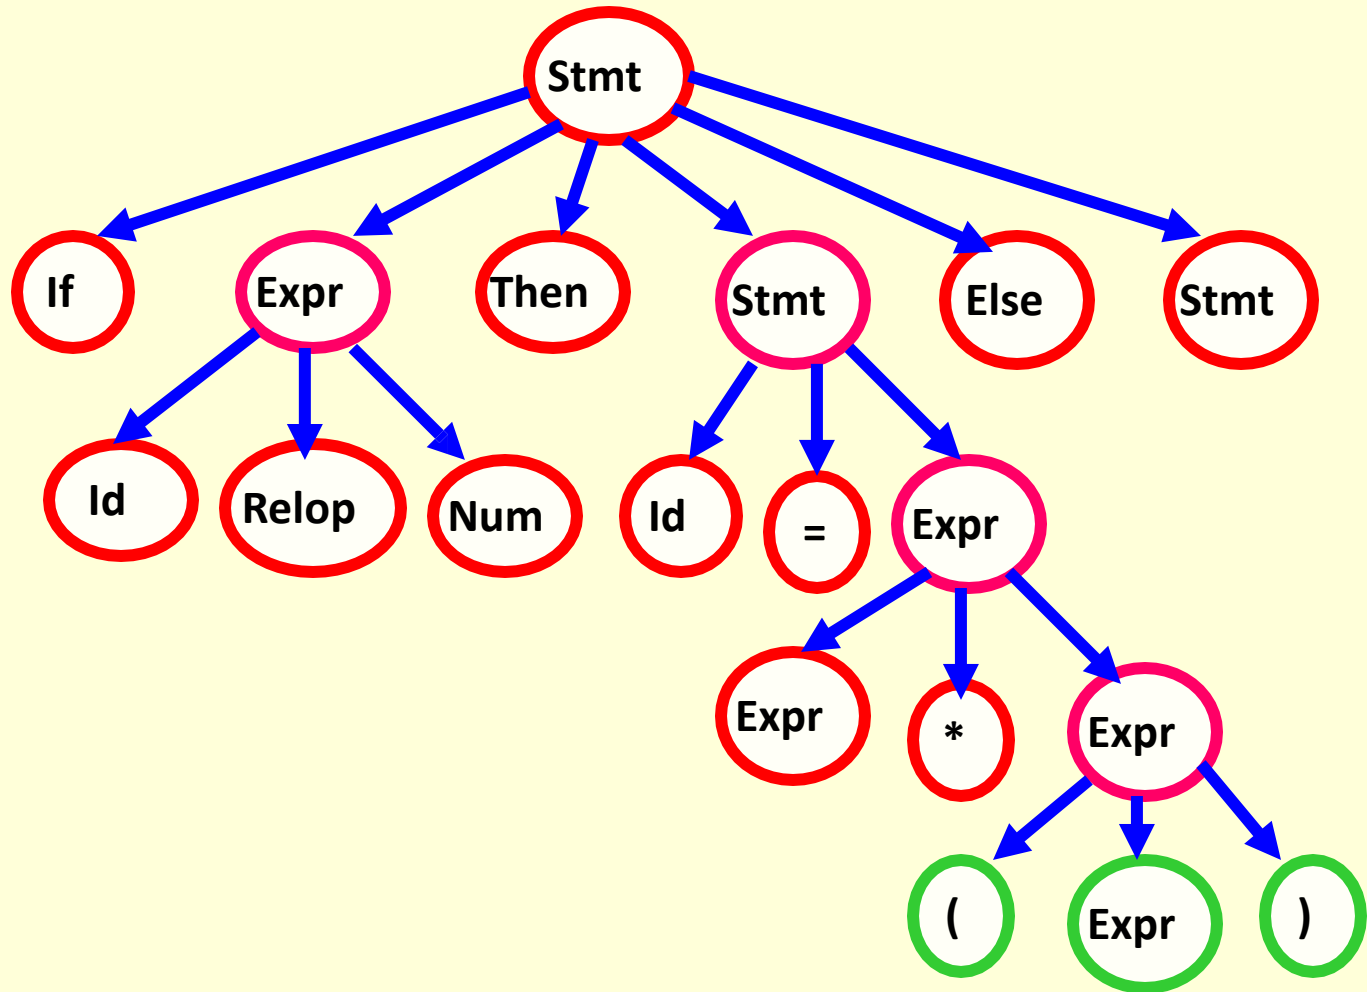 Stmt
If Expr Then Stmt Else Stmt
Id Relop Num Id = Expr
Expr * Expr
( Expr )